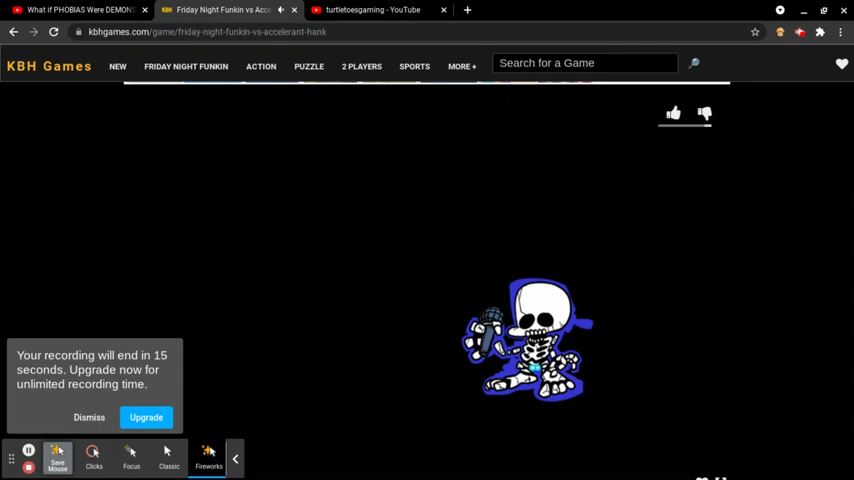 What if PHOBIAS Were DEMONS
Friday Night Funkin vs Acce
turtletoesgaming - YouTube
kbhgames.com/game/friday-night-funkin-vs-accelerant-hank
KBH Games
NEW
FRIDAY NIGHT FUNKIN
ACTION
PUZZLE
2 PLAYERS
SPORTS
MORE +
Search for a Game
Your recording will end in 15
seconds. Upgrade now for
unlimited recording time.
Dismiss
Upgrade
Save
Mouse
Clicks
Focus
Classic
Fireworks